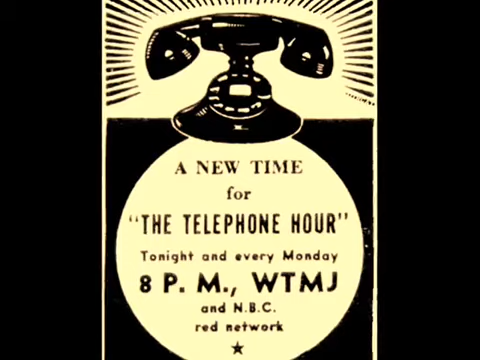 A NEW TIME
for
"THE TELEPHONE HOUR"
Tonight and every Monday
8 P. M., WTMJ
and N.B.C.
red network